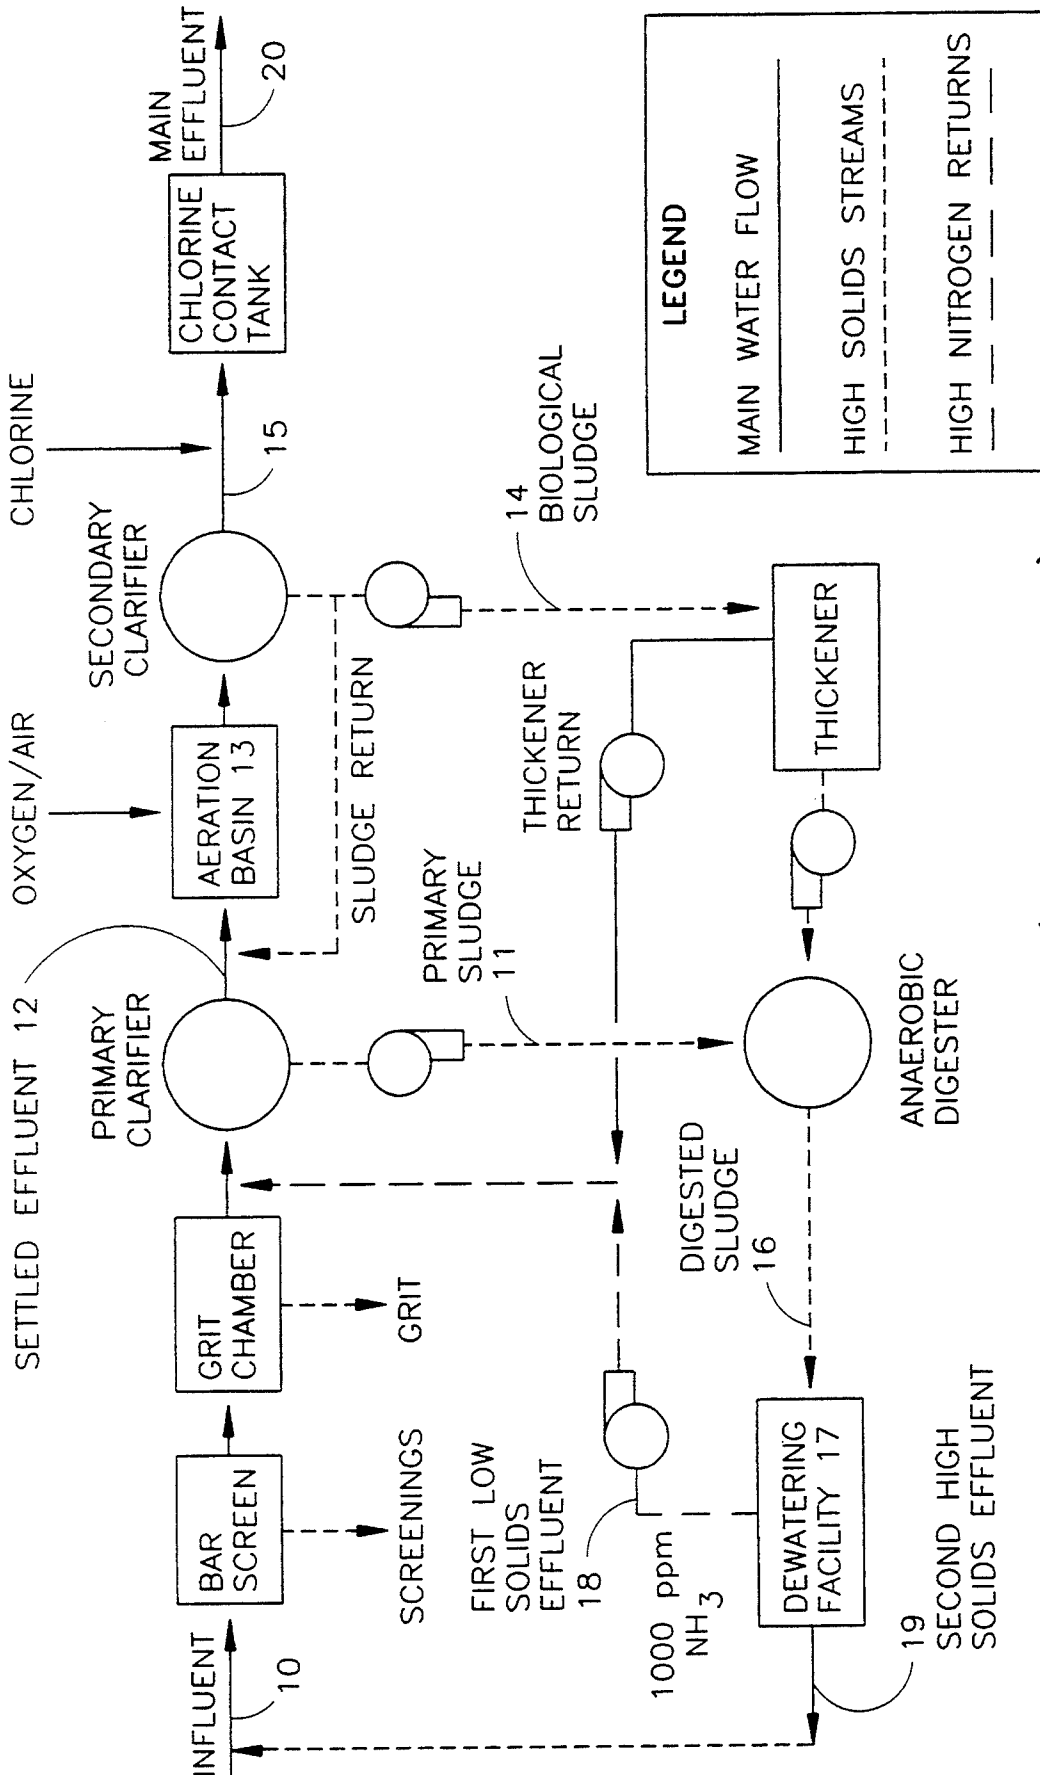 INFLUENT
10
BAR
SCREEN
SCREENINGS
GRIT
CHAMBER
GRIT
SETTLED EFFLUENT 12
PRIMARY
CLARIFIER
OXYGEN/AIR
AERATION
BASIN 13
SLUDGE RETURN
SECONDARY
CLARIFIER
CHLORINE
15
CHLORINE
CONTACT
TANK
MAIN
EFFLUENT
20
FIRST LOW
SOLIDS
EFFLUENT
18
1000 ppm
NH3
PRIMARY
SLUDGE
11
THICKENER
RETURN
14
BIOLOGICAL
SLUDGE
DEWATERING
FACILITY 17
19
SECOND HIGH
SOLIDS EFFLUENT
DIGESTED
SLUDGE
16
ANAEROBIC
DIGESTER
THICKENER
LEGEND
MAIN WATER FLOW
HIGH SOLIDS STREAMS
HIGH NITROGEN RETURNS